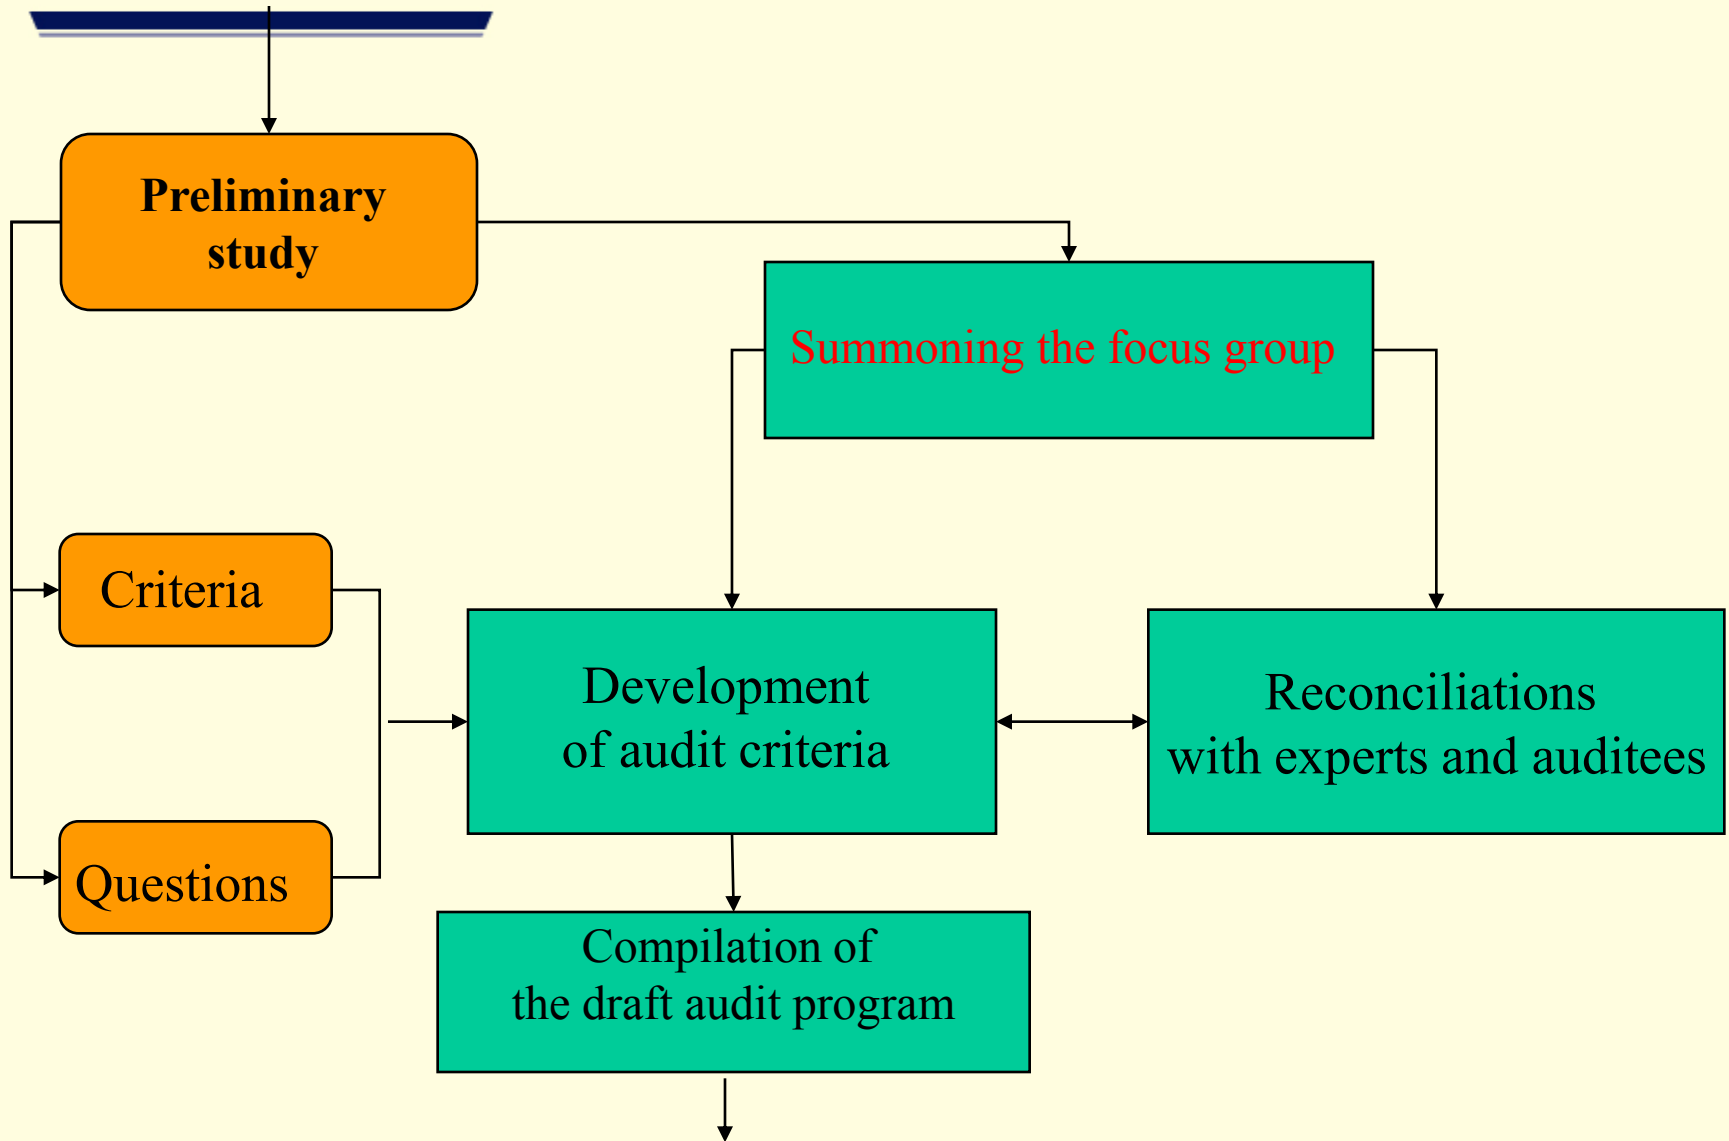 Preliminary
study
Summoning the focus group
Criteria
Development
of audit criteria
Reconciliations
with experts and auditees
Questions
Compilation of
the draft audit program